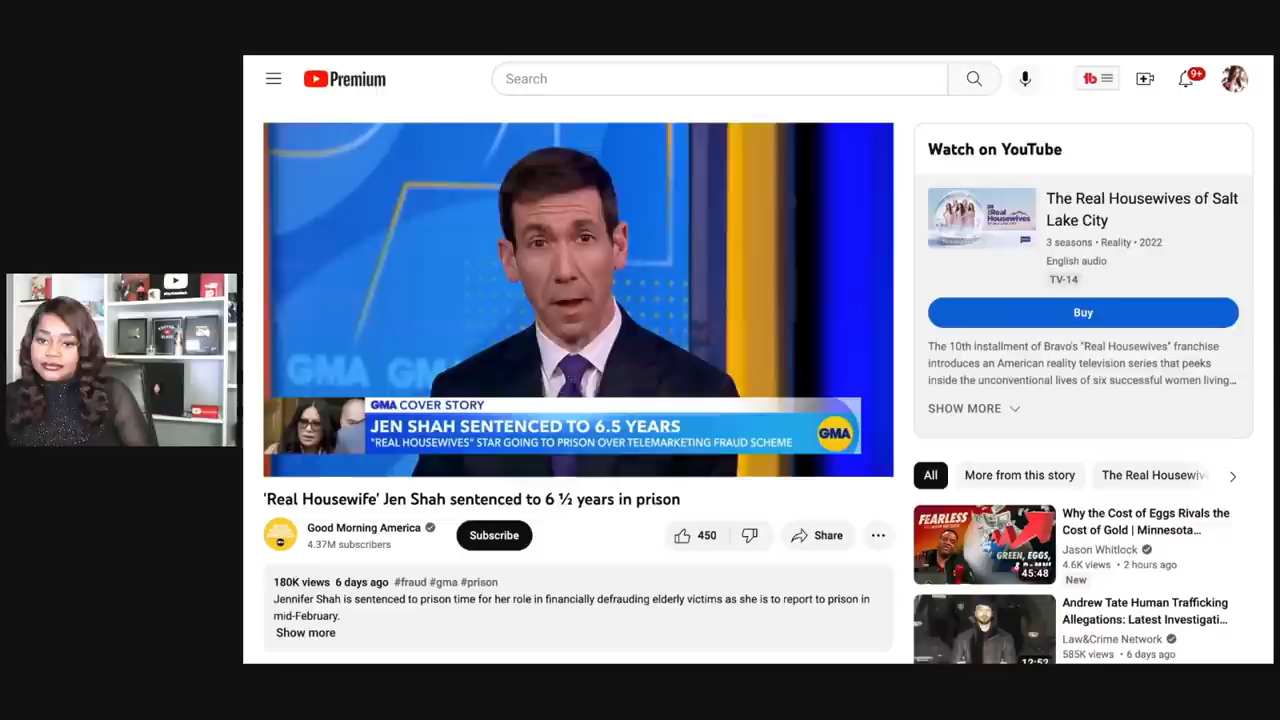 Premium
Search
9+
GMA GM
GMA COVER STORY
JEN SHAH SENTENCED TO 6.5 YEARS
"REAL HOUSEWIVES" STAR GOING TO PRISON OVER TELEMARKETING FRAUD SCHEME
GMA
'Real Housewife' Jen Shah sentenced to 6 ½ years in prison
Good Morning America
4.37M subscribers
Subscribe
450
Share
180K views 6 days ago #fraud #gma #prison
Jennifer Shah is sentenced to prison time for her role in financially defrauding elderly victims as she is to report to prison in
mid-February.
Show more
Watch on YouTube
Real Housewives
The Real Housewives of Salt
Lake City
3 seasons • Reality • 2022
English audio
TV-14
Buy
The 10th installment of Bravo's "Real Housewives" franchise
introduces an American reality television series that peeks
inside the unconventional lives of six successful women living...
SHOW MORE
All
More from this story
The Real Housewiv
FEARLESS
GREEN, EGGS,
45:48
Why the Cost of Eggs Rivals the
Cost of Gold | Minnesota...
Jason Whitlock
4.6K views • 2 hours ago
New
12:52
Andrew Tate Human Trafficking
Allegations: Latest Investigati...
Law&Crime Network
585K views • 6 days ago